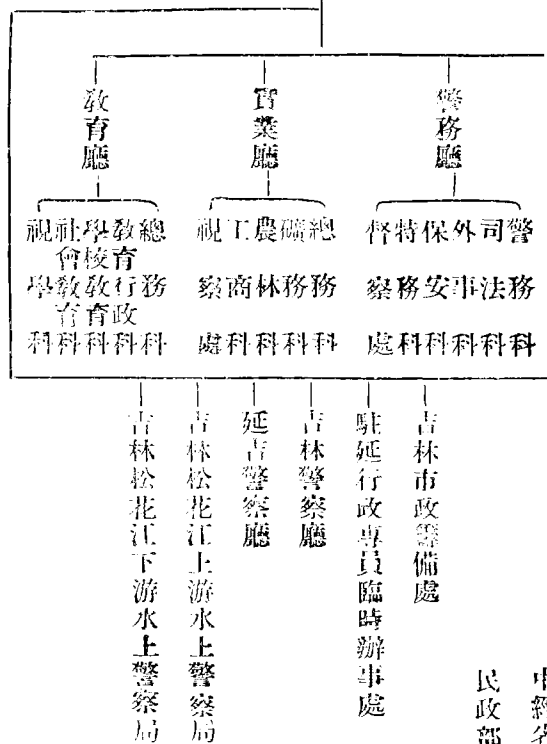 警務廳
警務科
司法科
外事科
保安科
特務科
督察處
實業廳
總務科
礦務科
農林科
工商科
視察處
教育廳
總務科
教育行政科
學校教育科
社會教育科
視學科
民政部
吉林市政籌備處
駐延行政專員臨時辦事處
吉林警察廳
延吉警察廳
吉林松花江上游水上警察局
吉林松花江下游水上警察局